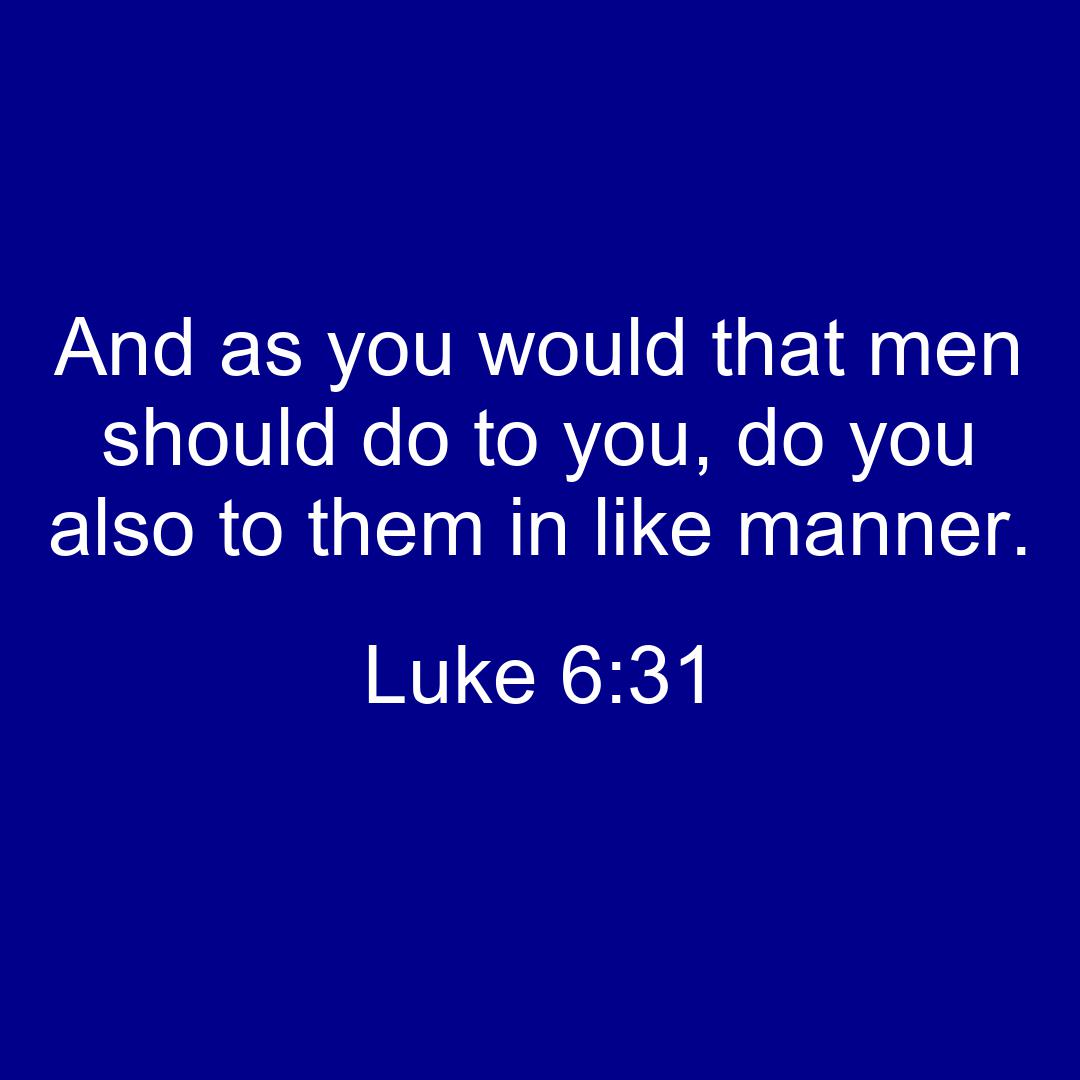 And as you would that men
should do to you, do you
also to them in like manner.
Luke 6:31